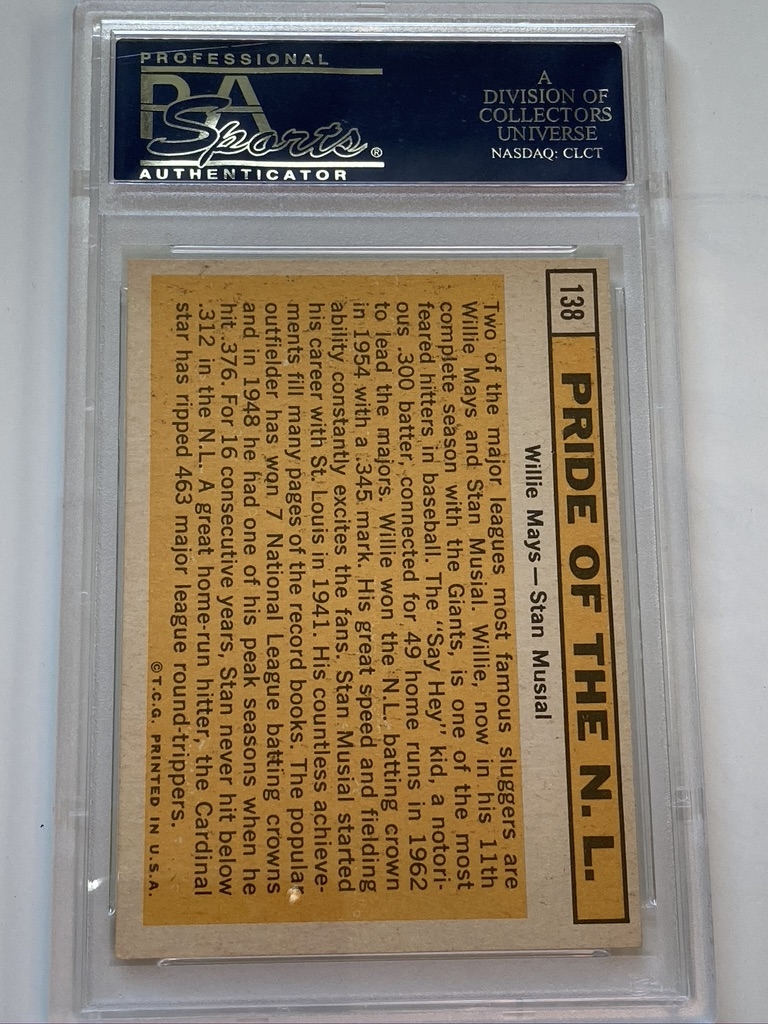 PROFESSIONAL
PSA
Sports®
AUTHENTICATOR
A
DIVISION OF
COLLECTORS
UNIVERSE
NASDAQ: CLCT
138
PRIDE OF THE N. L.
Willie Mays—Stan Musial
Two of the major leagues most famous sluggers are
Willie Mays and Stan Musial. Willie, now in his 11th
complete season with the Giants, is one of the most
feared hitters in baseball. The "Say Hey" kid, a notori-
ous .300 batter, connected for 49 home runs in 1962
to lead the majors. Willie won the N.L. batting crown
in 1954 with a .345 mark. His great speed and fielding
ability constantly excites the fans. Stan Musial started
his career with St. Louis in 1941. His countless achieve-
ments fill many pages of the record books. The popular
outfielder has won 7 National League batting crowns
and in 1948 he had one of his peak seasons when he
hit .376. For 16 consecutive years, Stan never hit below
.312 in the N.L. A great home-run hitter, the Cardinal
star has ripped 463 major league round-trippers.
©T.C.G. PRINTED IN U.S.A.